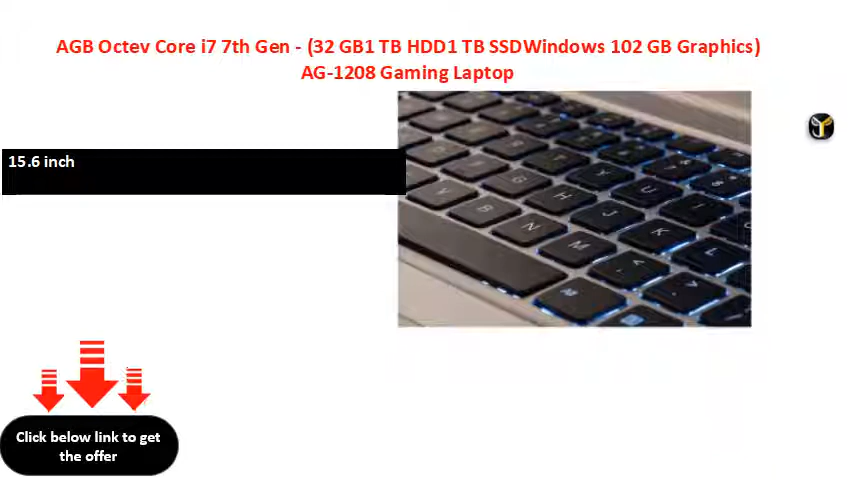 AGB Octev Core i7 7th Gen - (32 GB1 TB HDD1 TB SSDWindows 102 GB Graphics)
AG-1208 Gaming Laptop
15.6 inch
Click below link to get
the offer